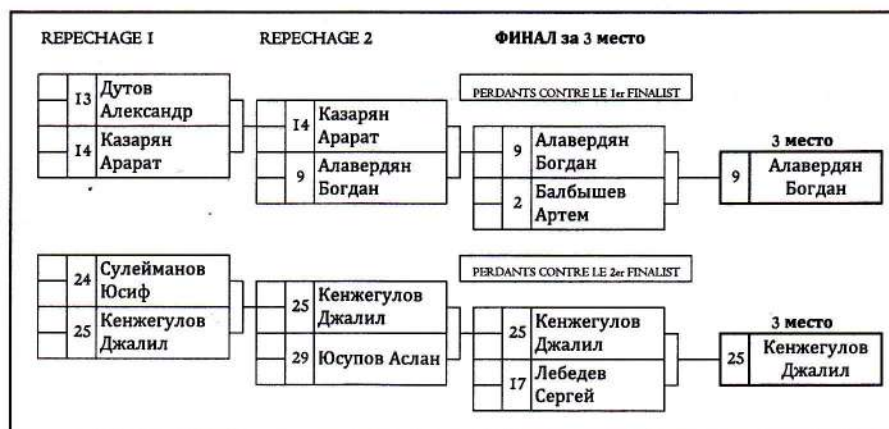 REPECHAGE 1 REPECHAGE 2 ФИНАЛ за 3 место
PERDANTS CONTRE LE 1er FINALIST
13 Дутов
Александр
14 Казарян
Арарат
14 Казарян
Арарат
9 Алавердян
Богдан
9 Алавердян
Богдан
2 Балбышев
Артем
3 место
9 Алавердян
Богдан
PERDANTS CONTRE LE 2er FINALIST
24 Сулейманов
Юсиф
25 Кенжегулов
Джалил
25 Кенжегулов
Джалил
29 Юсупов Аслан
25 Кенжегулов
Джалил
17 Лебедев
Сергей
3 место
25 Кенжегулов
Джалил